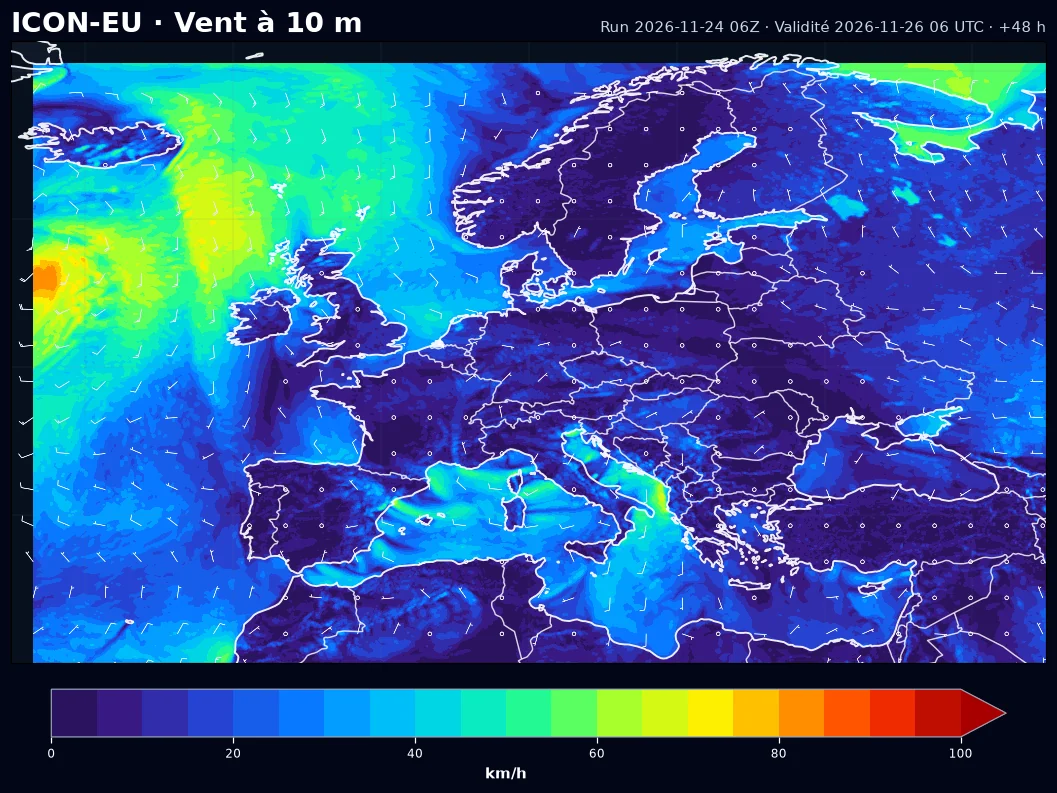 ICON-EU · Vent à 10 m
Run 2026-11-24 06Z · Validité 2026-11-26 06 UTC · +48 h
0 20 40 60 80 100
km/h